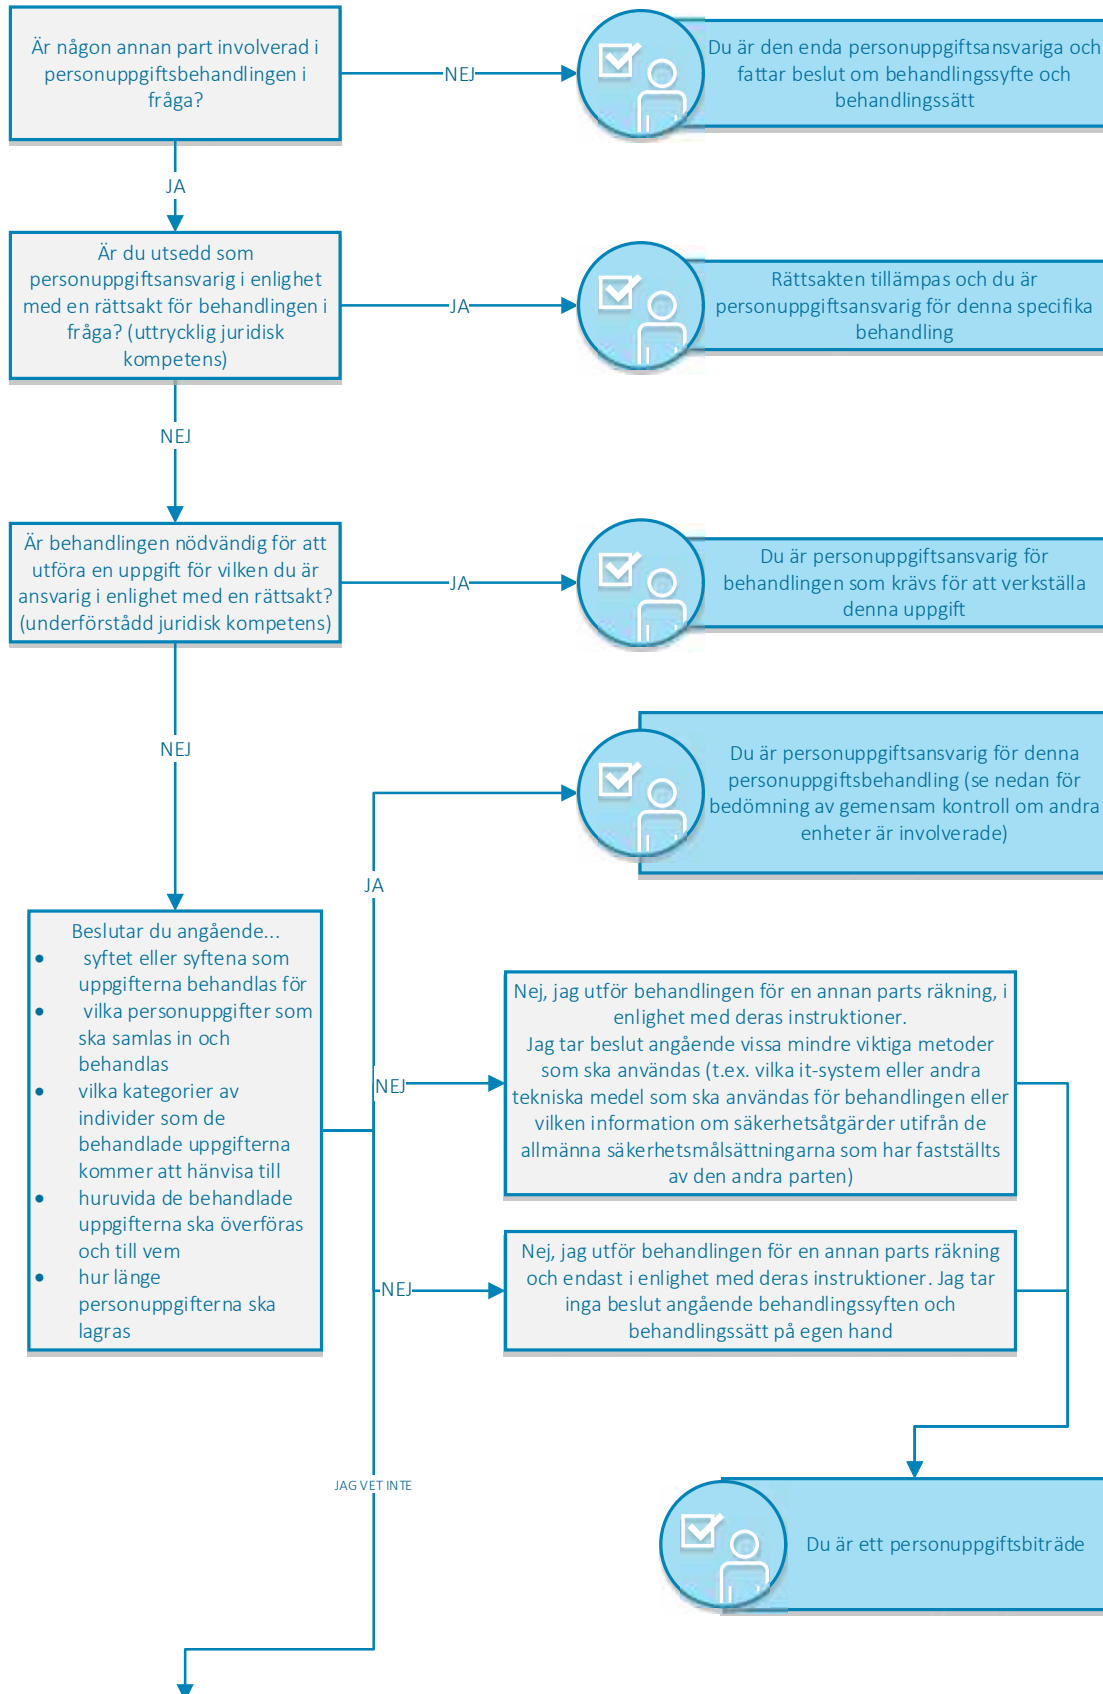 Är någon annan part involverad i
personuppgiftsbehandlingen i
fråga?
NEJ
Du är den enda personuppgiftsansvariga och
fattar beslut om behandlingssyfte och
behandlingssätt
JA
Är du utsedd som
personuppgiftsansvarig i enlighet
med en rättsakt för behandlingen i
fråga? (uttrycklig juridisk
kompetens)
JA
Rättsakten tillämpas och du är
personuppgiftsansvarig för denna specifika
behandling
NEJ
Är behandlingen nödvändig för att
utföra en uppgift för vilken du är
ansvarig i enlighet med en rättsakt?
(underförstådd juridisk kompetens)
JA
Du är personuppgiftsansvarig för
behandlingen som krävs för att verkställa
denna uppgift
NEJ
Du är personuppgiftsansvarig för denna
personuppgiftsbehandling (se nedan för
bedömning av gemensam kontroll om andra
enheter är involverade)
JA
Beslutar du angående...
• syftet eller syftena som
uppgifterna behandlas för
• vilka personuppgifter som
ska samlas in och
behandlas
• vilka kategorier av
individer som de
behandlade uppgifterna
kommer att hänvisa till
• huruvida de behandlade
uppgifterna ska överföras
och till vem
• hur länge
personuppgifterna ska
lagras
NEJ
Nej, jag utför behandlingen för en annan parts räkning, i
enlighet med deras instruktioner.
Jag tar beslut angående vissa mindre viktiga metoder
som ska användas (t.ex. vilka it-system eller andra
tekniska medel som ska användas för behandlingen eller
vilken information om säkerhetsåtgärder utifrån de
allmänna säkerhetsmålsättningarna som har fastställts
av den andra parten)
NEJ
Nej, jag utför behandlingen för en annan parts räkning
och endast i enlighet med deras instruktioner. Jag tar
inga beslut angående behandlingssyften och
behandlingssätt på egen hand
JAG VET INTE
Du är ett personuppgiftsbiträde